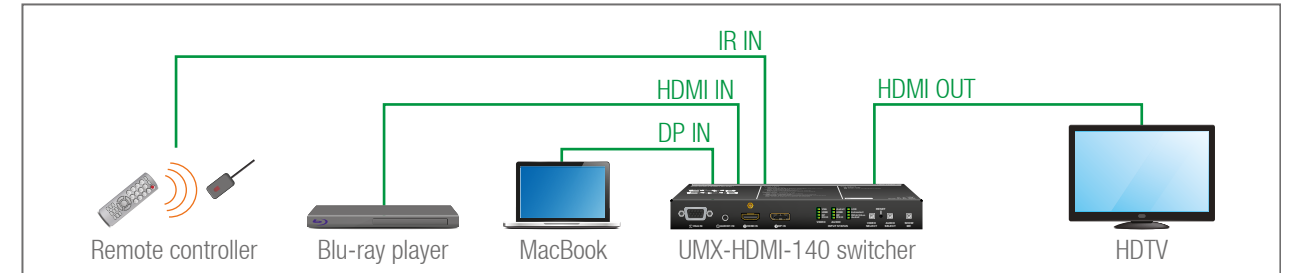 IR IN
HDMI IN
HDMI OUT
DP IN
Remote controller
Blu-ray player
MacBook
UMX-HDMI-140 switcher
HDTV